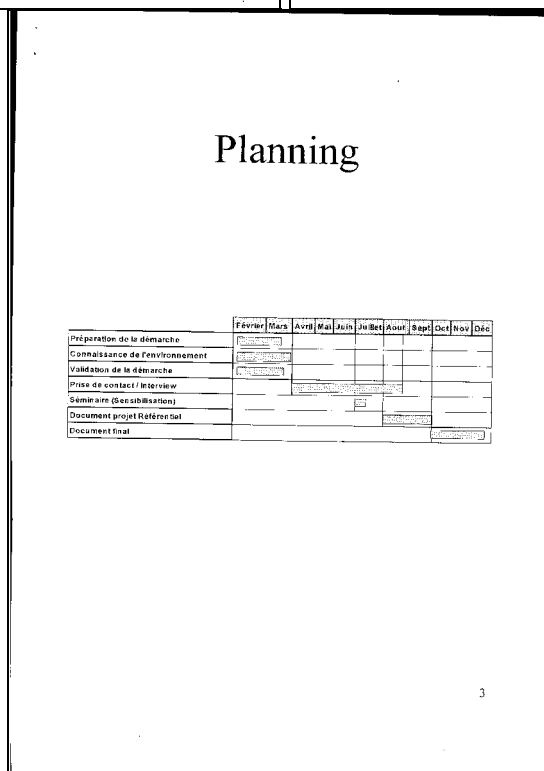 Planning
Février Mars Avril Mai Juin Juillet Aout Sept Oct Nov Déc
Préparation de la démarche
Connaissance de l'environnement
Validation de la démarche
Prise de contact / Interview
Séminaire (Sensibilisation)
Document projet Référentiel
Document final
3